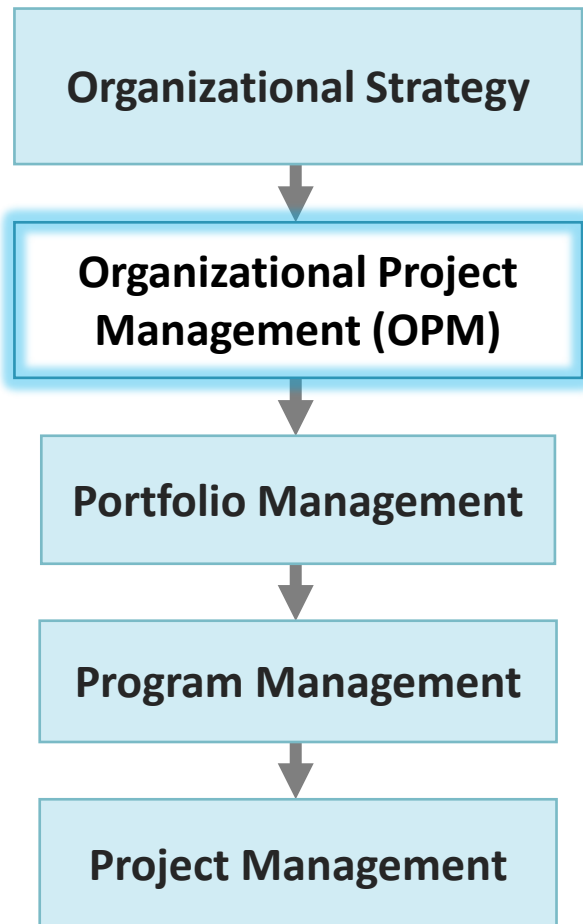 Organizational Strategy
Organizational Project
Management (OPM)
Portfolio Management
Program Management
Project Management